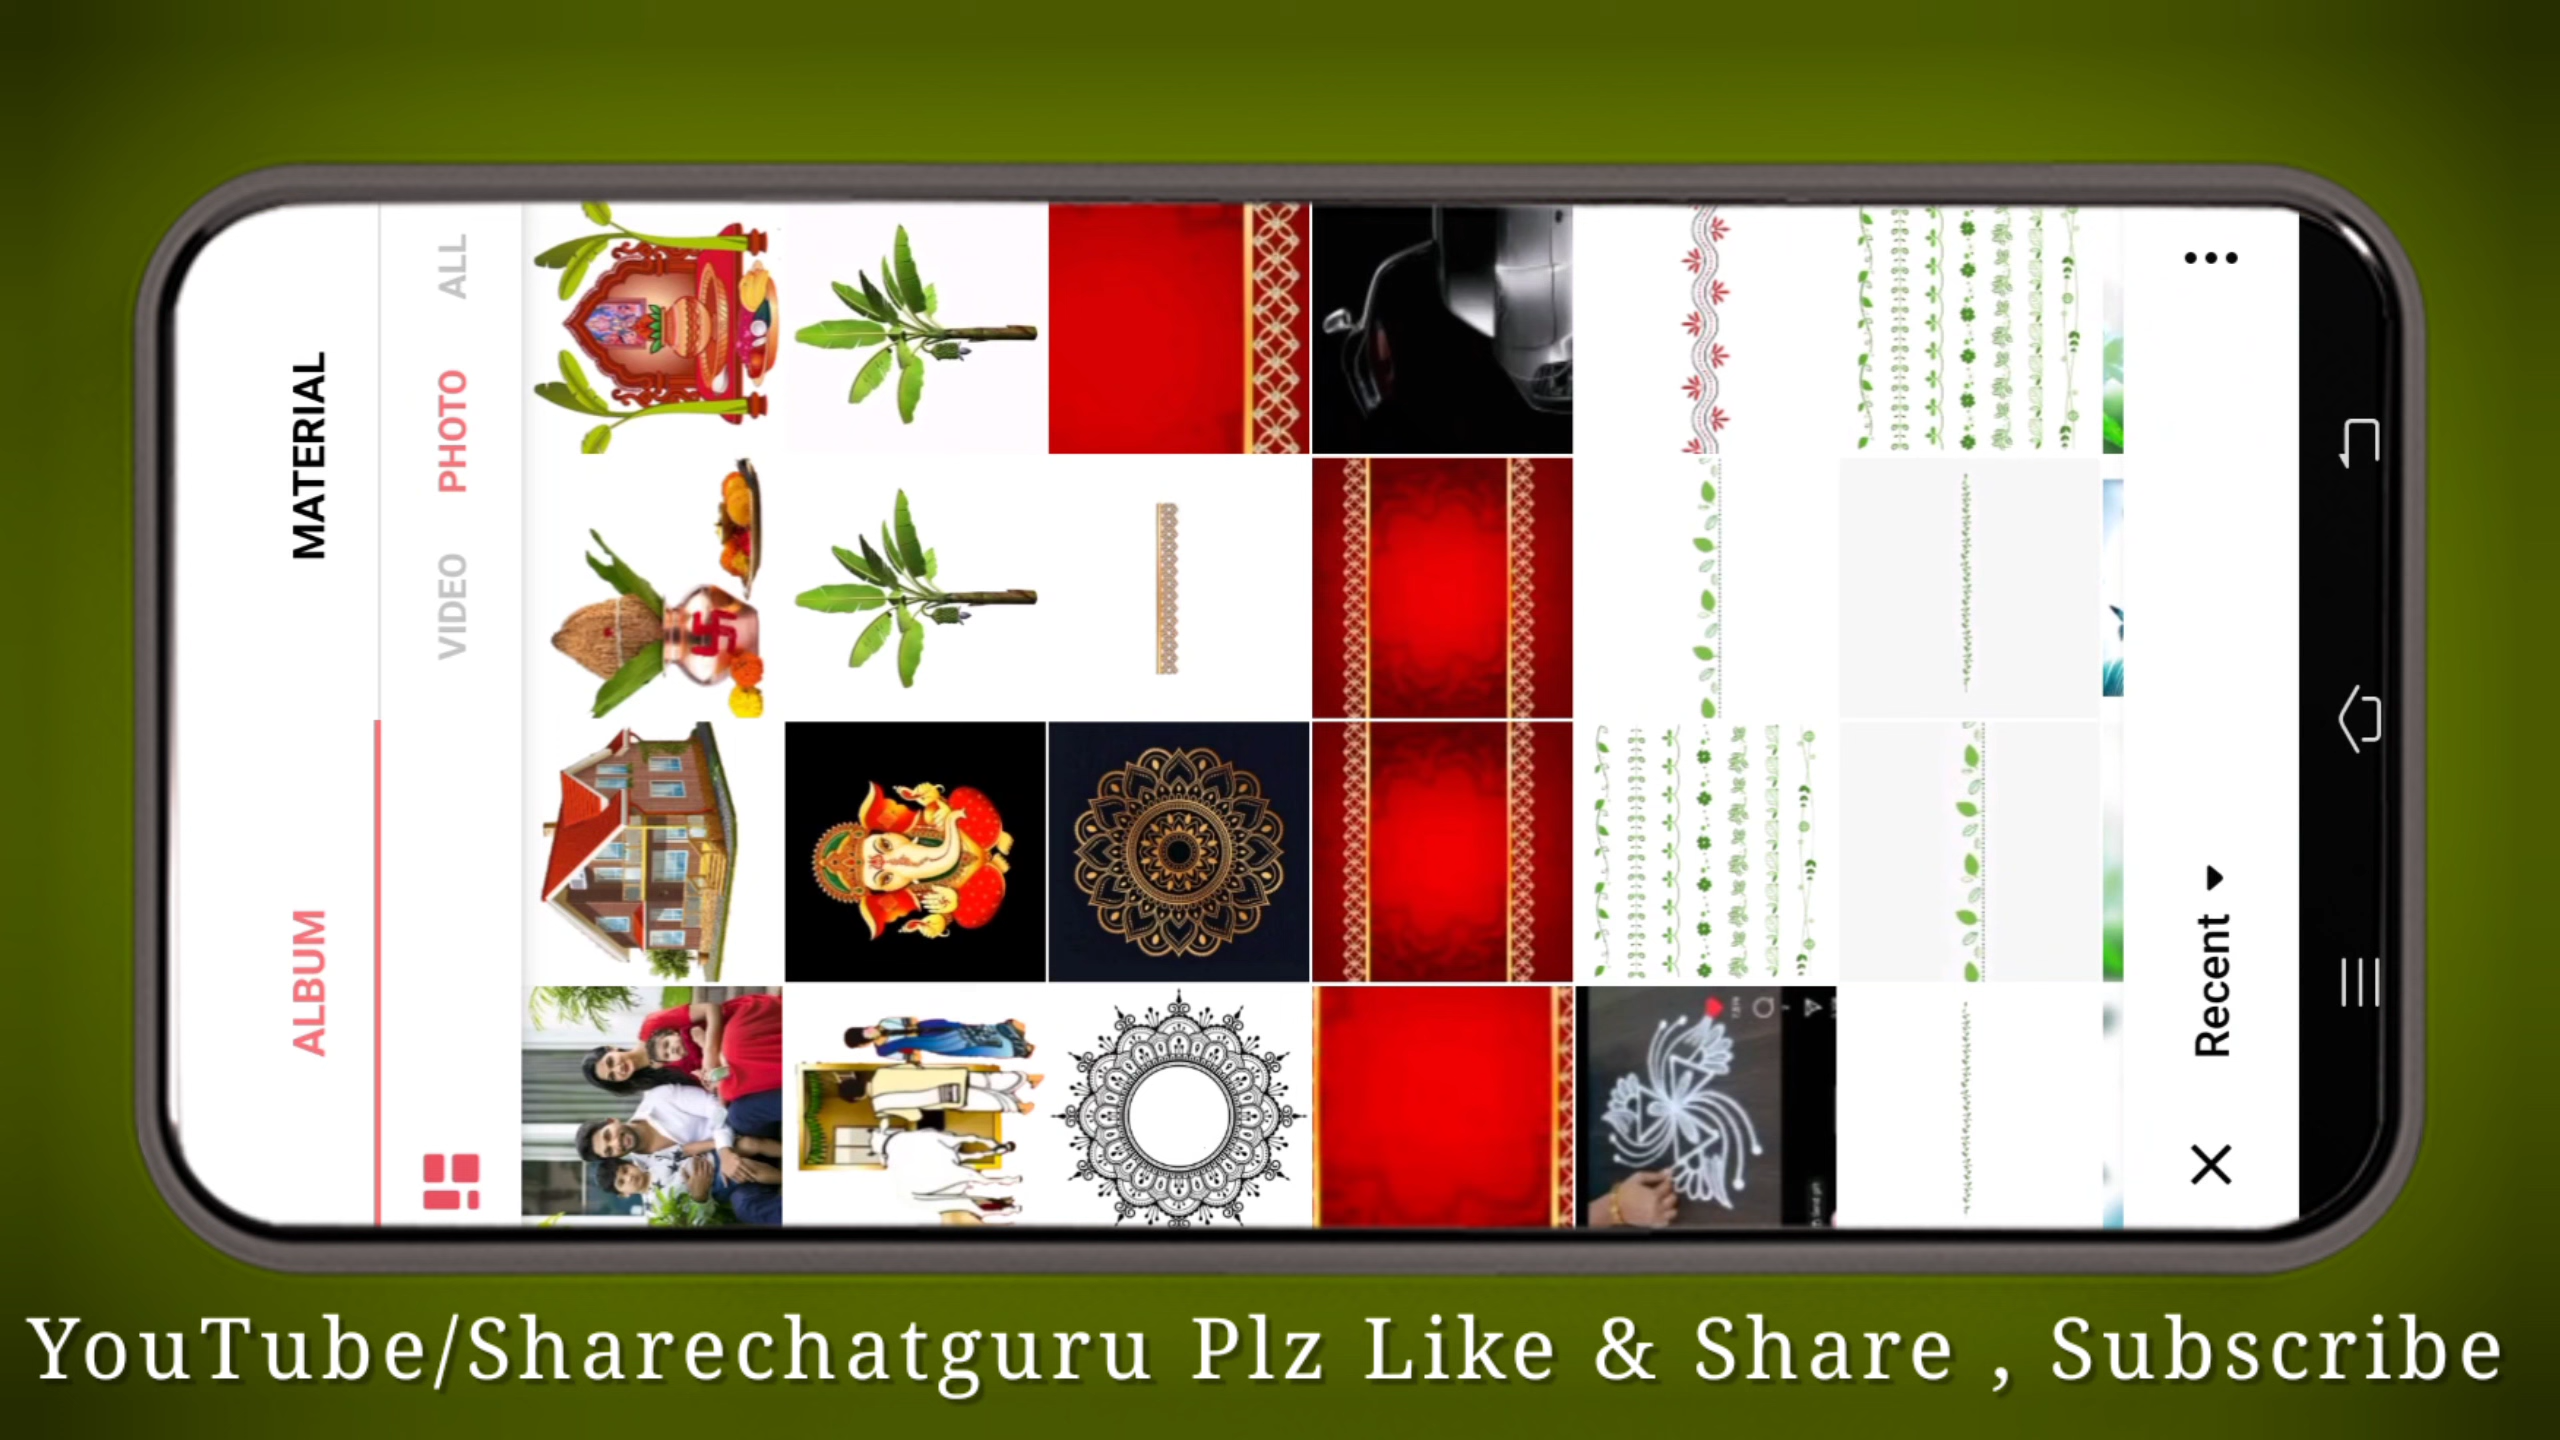 Recent
VIDEO
PHOTO
ALL
ALBUM
MATERIAL
YouTube/Sharechatguru Plz Like & Share , Subscribe